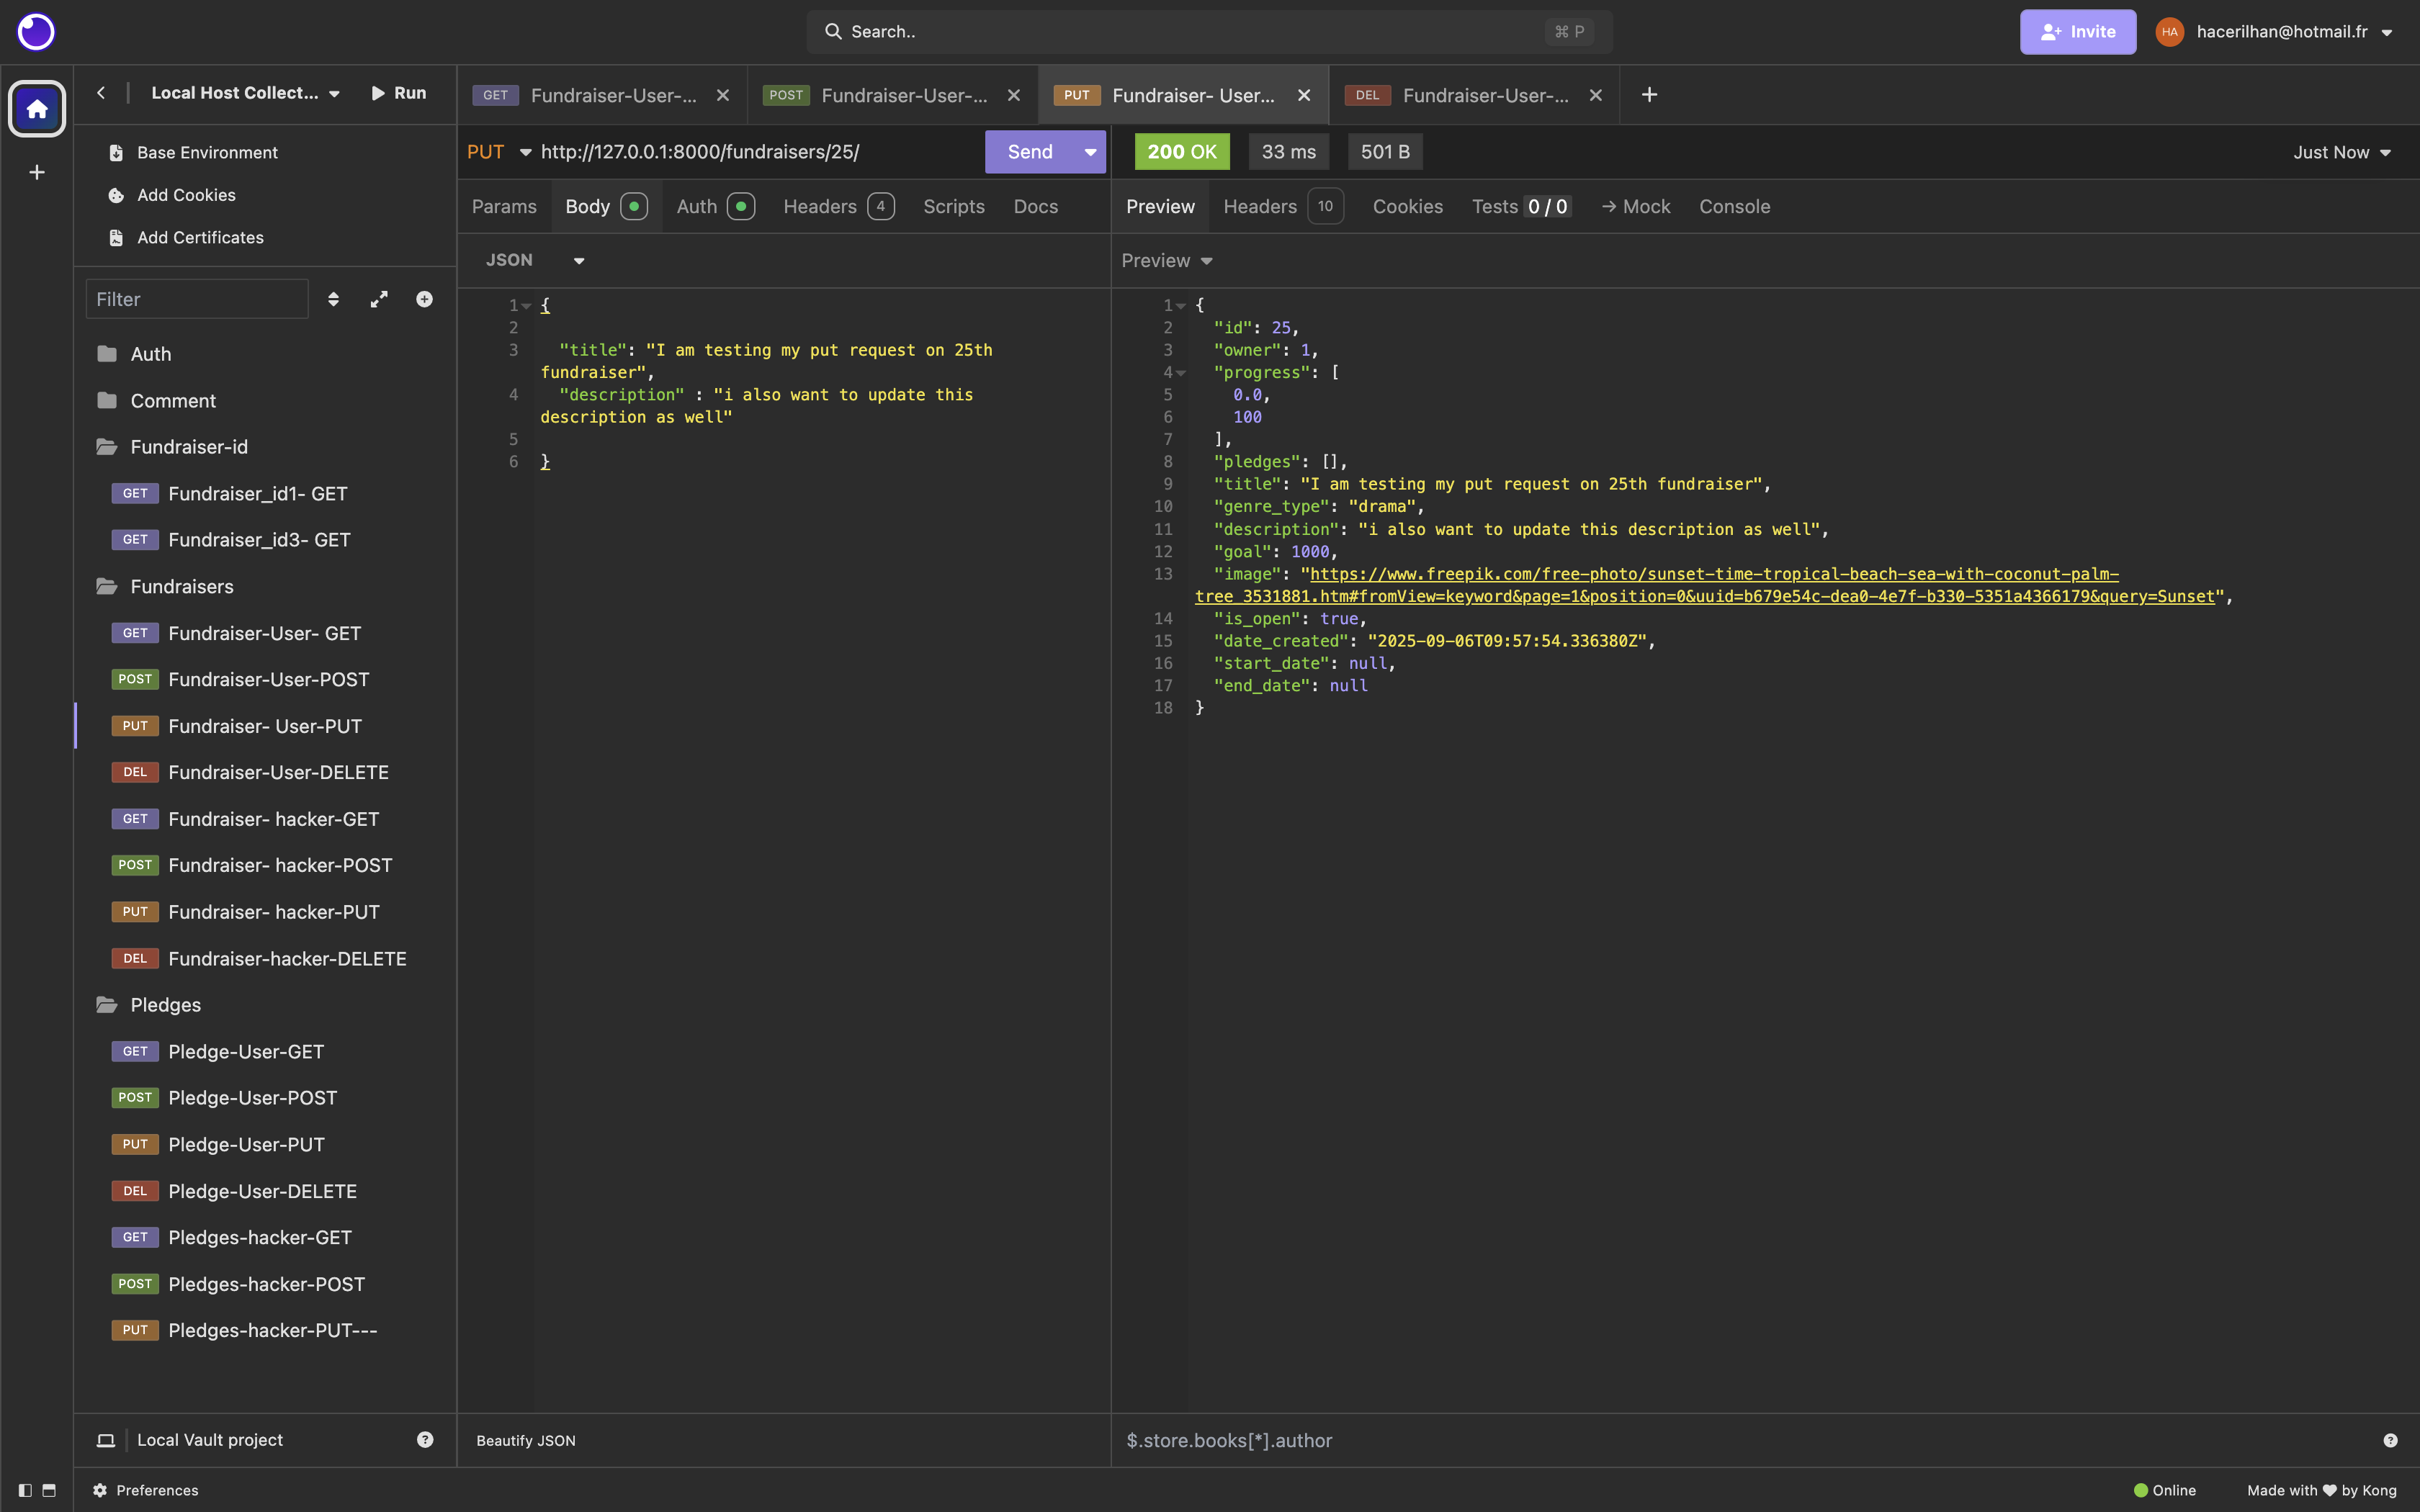 Search..
⌘ P
Invite
HA
hacerilhan@hotmail.fr
Local Host Collect...
Run
GET Fundraiser-User-...
POST Fundraiser-User-...
PUT Fundraiser- User...
DEL Fundraiser-User-...
Base Environment
Add Cookies
Add Certificates
Filter
Auth
Comment
Fundraiser-id
GET Fundraiser_id1- GET
GET Fundraiser_id3- GET
Fundraisers
GET Fundraiser-User- GET
POST Fundraiser-User-POST
PUT Fundraiser- User-PUT
DEL Fundraiser-User-DELETE
GET Fundraiser- hacker-GET
POST Fundraiser- hacker-POST
PUT Fundraiser- hacker-PUT
DEL Fundraiser-hacker-DELETE
Pledges
GET Pledge-User-GET
POST Pledge-User-POST
PUT Pledge-User-PUT
DEL Pledge-User-DELETE
GET Pledges-hacker-GET
POST Pledges-hacker-POST
PUT Pledges-hacker-PUT---
Local Vault project
PUT http://127.0.0.1:8000/fundraisers/25/
Send
Params Body Auth Headers 4 Scripts Docs
JSON
1 {
2
3 "title": "I am testing my put request on 25th
fundraiser",
4 "description" : "i also want to update this
description as well"
5
6 }
Beautify JSON
200 OK 33 ms 501 B
Just Now
Preview Headers 10 Cookies Tests 0 / 0 → Mock Console
Preview
1 {
2 "id": 25,
3 "owner": 1,
4 "progress": [
5 0.0,
6 100
7 ],
8 "pledges": [],
9 "title": "I am testing my put request on 25th fundraiser",
10 "genre_type": "drama",
11 "description": "i also want to update this description as well",
12 "goal": 1000,
13 "image": "https://www.freepik.com/free-photo/sunset-time-tropical-beach-sea-with-coconut-palm-
tree_3531881.htm#fromView=keyword&page=1&position=0&uuid=b679e54c-dea0-4e7f-b330-5351a4366179&query=Sunset",
14 "is_open": true,
15 "date_created": "2025-09-06T09:57:54.336380Z",
16 "start_date": null,
17 "end_date": null
18 }
$.store.books[*].author
Preferences
Online
Made with ♥ by Kong